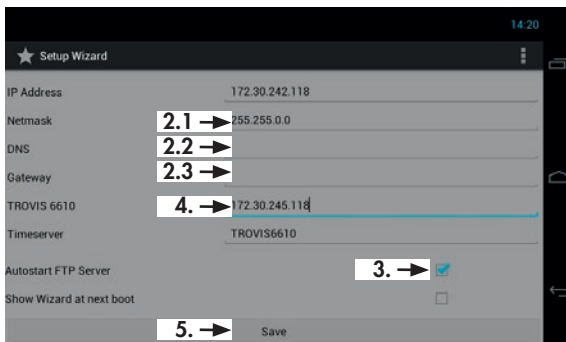 14:20
Setup Wizard
IP Address 172.30.242.118
Netmask 2.1 255.255.0.0
DNS 2.2
Gateway 2.3
TROVIS 6610 4. 172.30.245.118
Timeserver TROVIS6610
Autostart FTP Server 3.
Show Wizard at next boot
5. Save